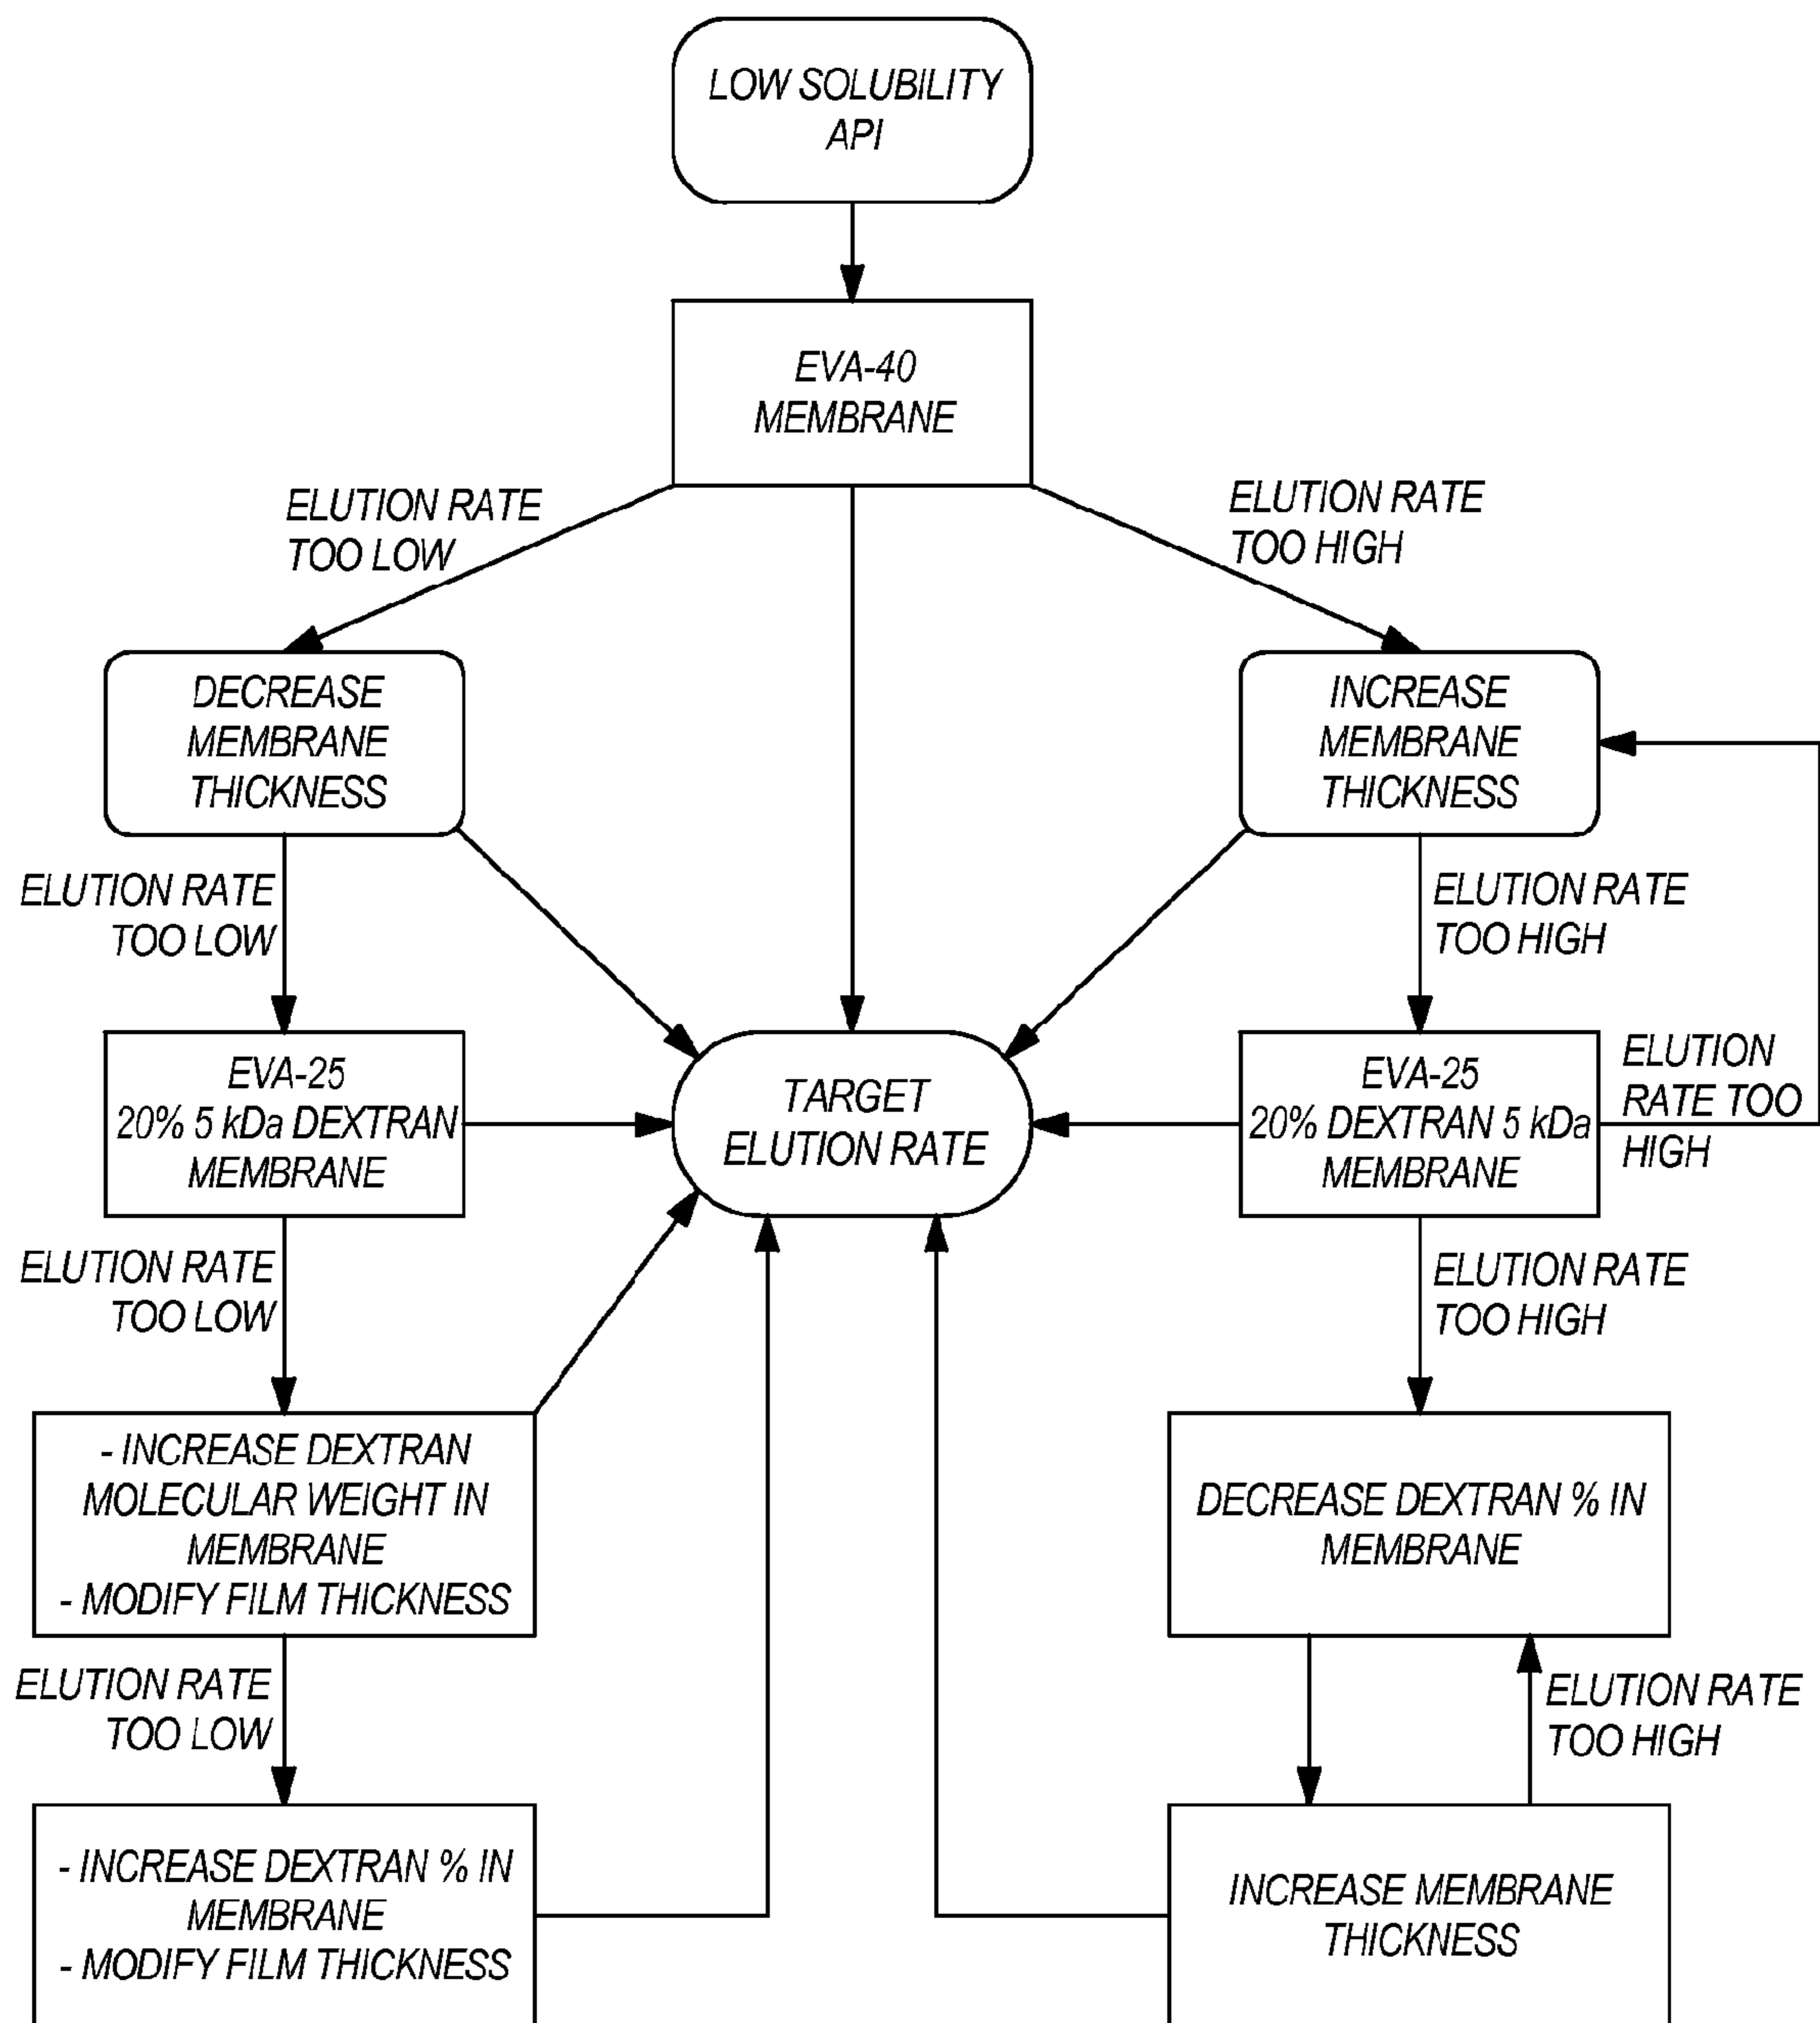 LOW SOLUBILITY
API
EVA-40
MEMBRANE
ELUTION RATE
TOO LOW
ELUTION RATE
TOO HIGH
DECREASE
MEMBRANE
THICKNESS
INCREASE
MEMBRANE
THICKNESS
ELUTION RATE
TOO LOW
ELUTION RATE
TOO HIGH
EVA-25
20% 5 kDa DEXTRAN
MEMBRANE
TARGET
ELUTION RATE
EVA-25
20% DEXTRAN 5 kDa
MEMBRANE
ELUTION
RATE TOO
HIGH
ELUTION RATE
TOO LOW
ELUTION RATE
TOO HIGH
- INCREASE DEXTRAN
MOLECULAR WEIGHT IN
MEMBRANE
- MODIFY FILM THICKNESS
DECREASE DEXTRAN % IN
MEMBRANE
ELUTION RATE
TOO LOW
ELUTION RATE
TOO HIGH
- INCREASE DEXTRAN % IN
MEMBRANE
- MODIFY FILM THICKNESS
INCREASE MEMBRANE
THICKNESS